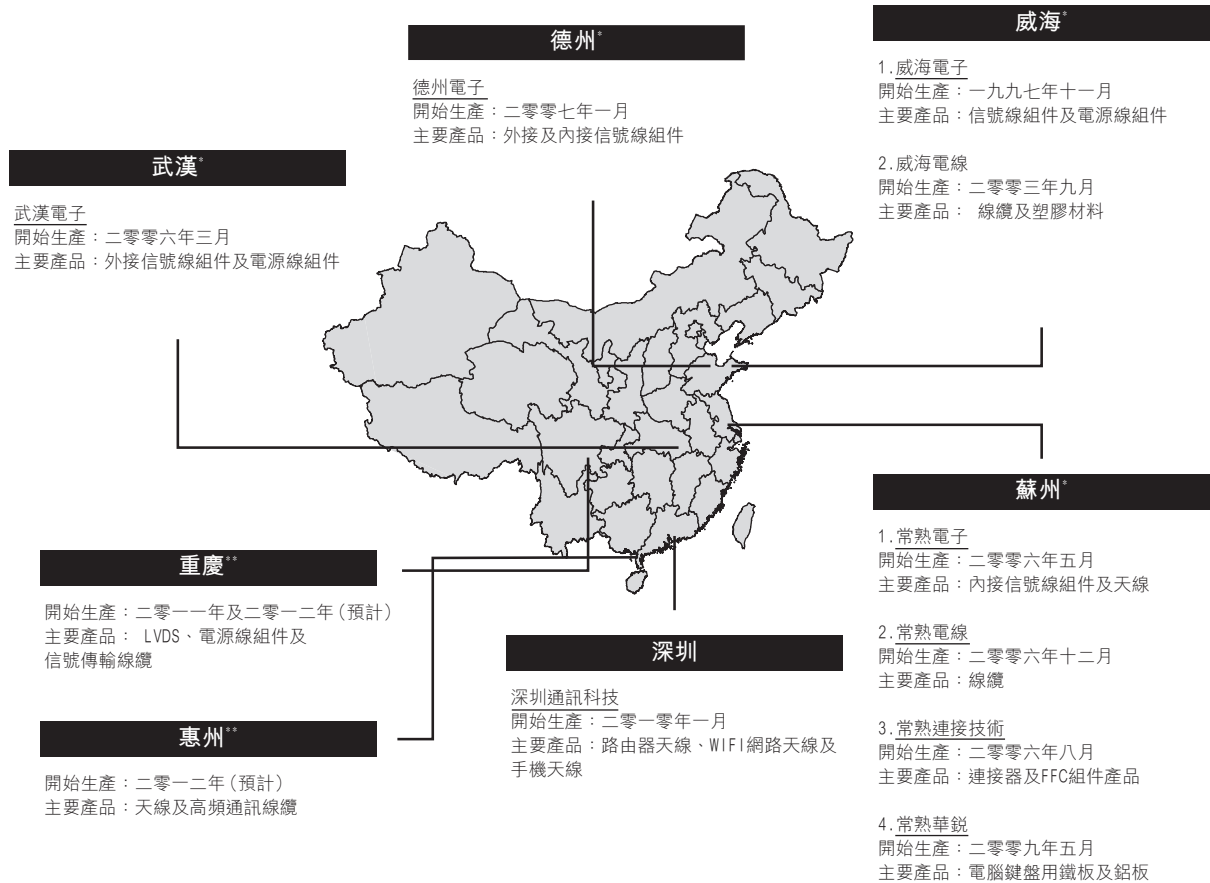 德州*
德州電子
開始生產：二零零七年一月
主要產品：外接及內接信號線組件
威海*
1.威海電子
開始生產：一九九七年十一月
主要產品：信號線組件及電源線組件
2.威海電線
開始生產：二零零三年九月
主要產品： 線纜及塑膠材料
武漢*
武漢電子
開始生產：二零零六年三月
主要產品：外接信號線組件及電源線組件
蘇州*
1.常熟電子
開始生產：二零零六年五月
主要產品：內接信號線組件及天線
2.常熟電線
開始生產：二零零六年十二月
主要產品：線纜
3.常熟連接技術
開始生產：二零零六年八月
主要產品：連接器及FFC組件產品
4.常熟華鋭
開始生產：二零零九年五月
主要產品：電腦鍵盤用鐵板及鋁板
重慶**
開始生產：二零一一年及二零一二年(預計)
主要產品： LVDS、電源線組件及
信號傳輸線纜
深圳
深圳通訊科技
開始生產：二零一零年一月
主要產品：路由器天線、WIFI網路天線及
手機天線
惠州**
開始生產：二零一二年(預計)
主要產品：天線及高頻通訊線纜